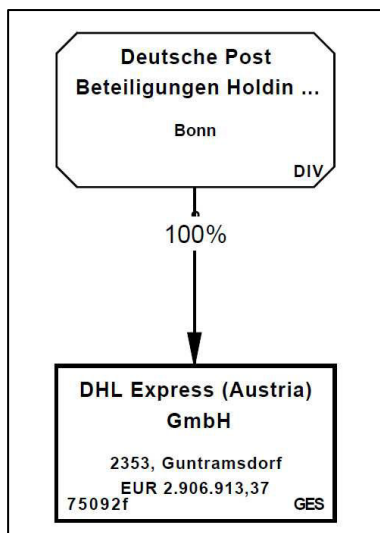 Deutsche Post
Beteiligungen Holdin ...
Bonn
DIV
100%
DHL Express (Austria)
GmbH
2353, Guntramsdorf
EUR 2.906.913,37
75092f GES